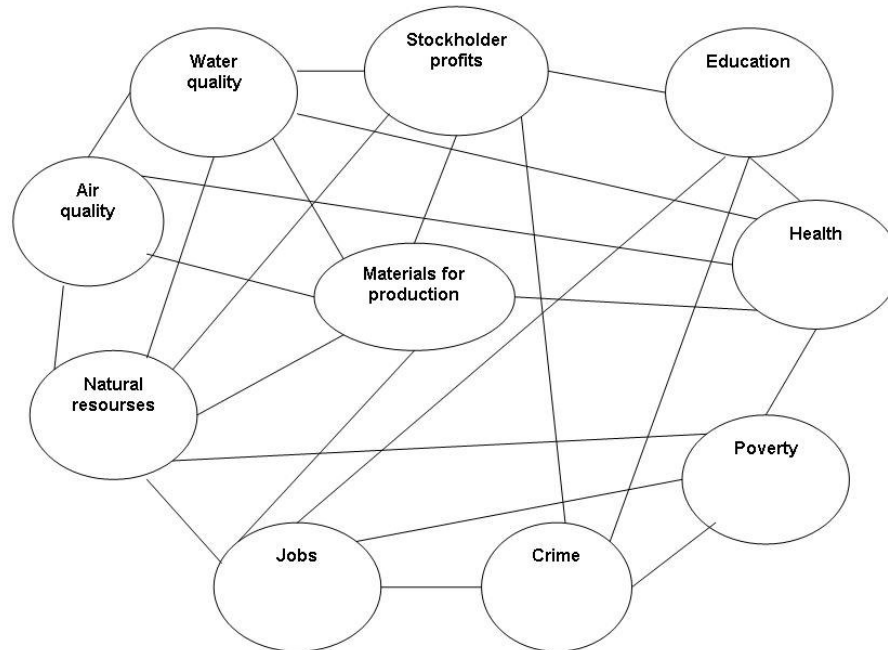 Stockholder
profits
Water
quality
Education
Air
quality
Health
Materials for
production
Natural
resourses
Poverty
Jobs
Crime